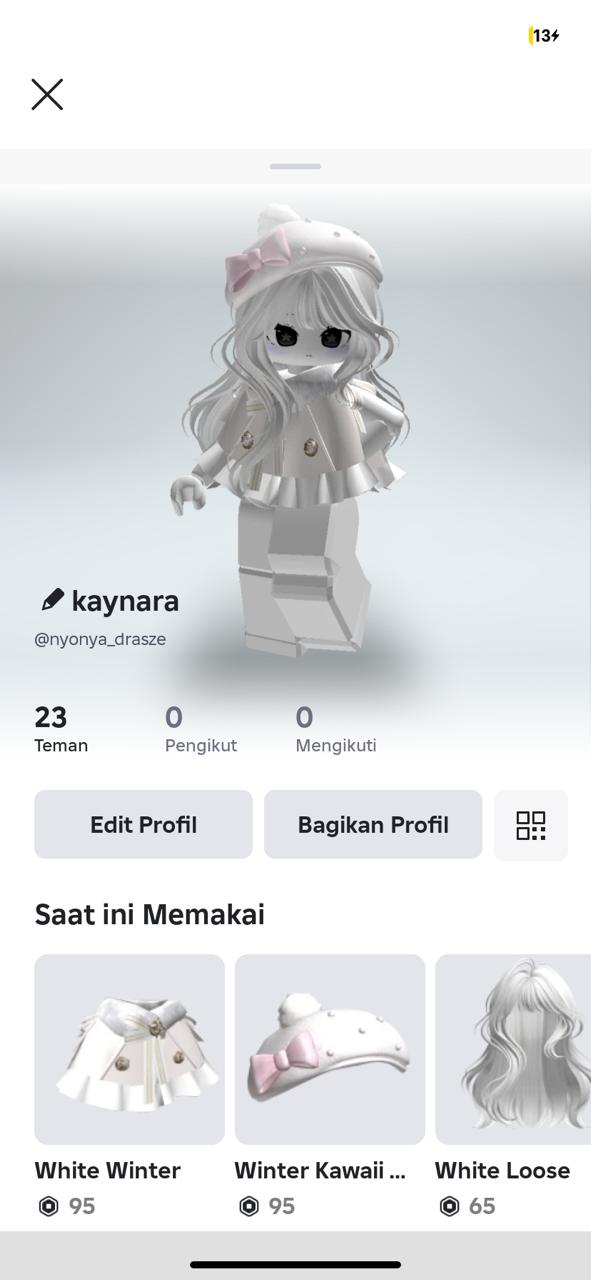 13
kaynara
@nyonya_drasze
23
0
0
Teman
Pengikut
Mengikuti
Edit Profil
Bagikan Profil
Saat ini Memakai
White Winter
Winter Kawaii ...
White Loose
95
95
65